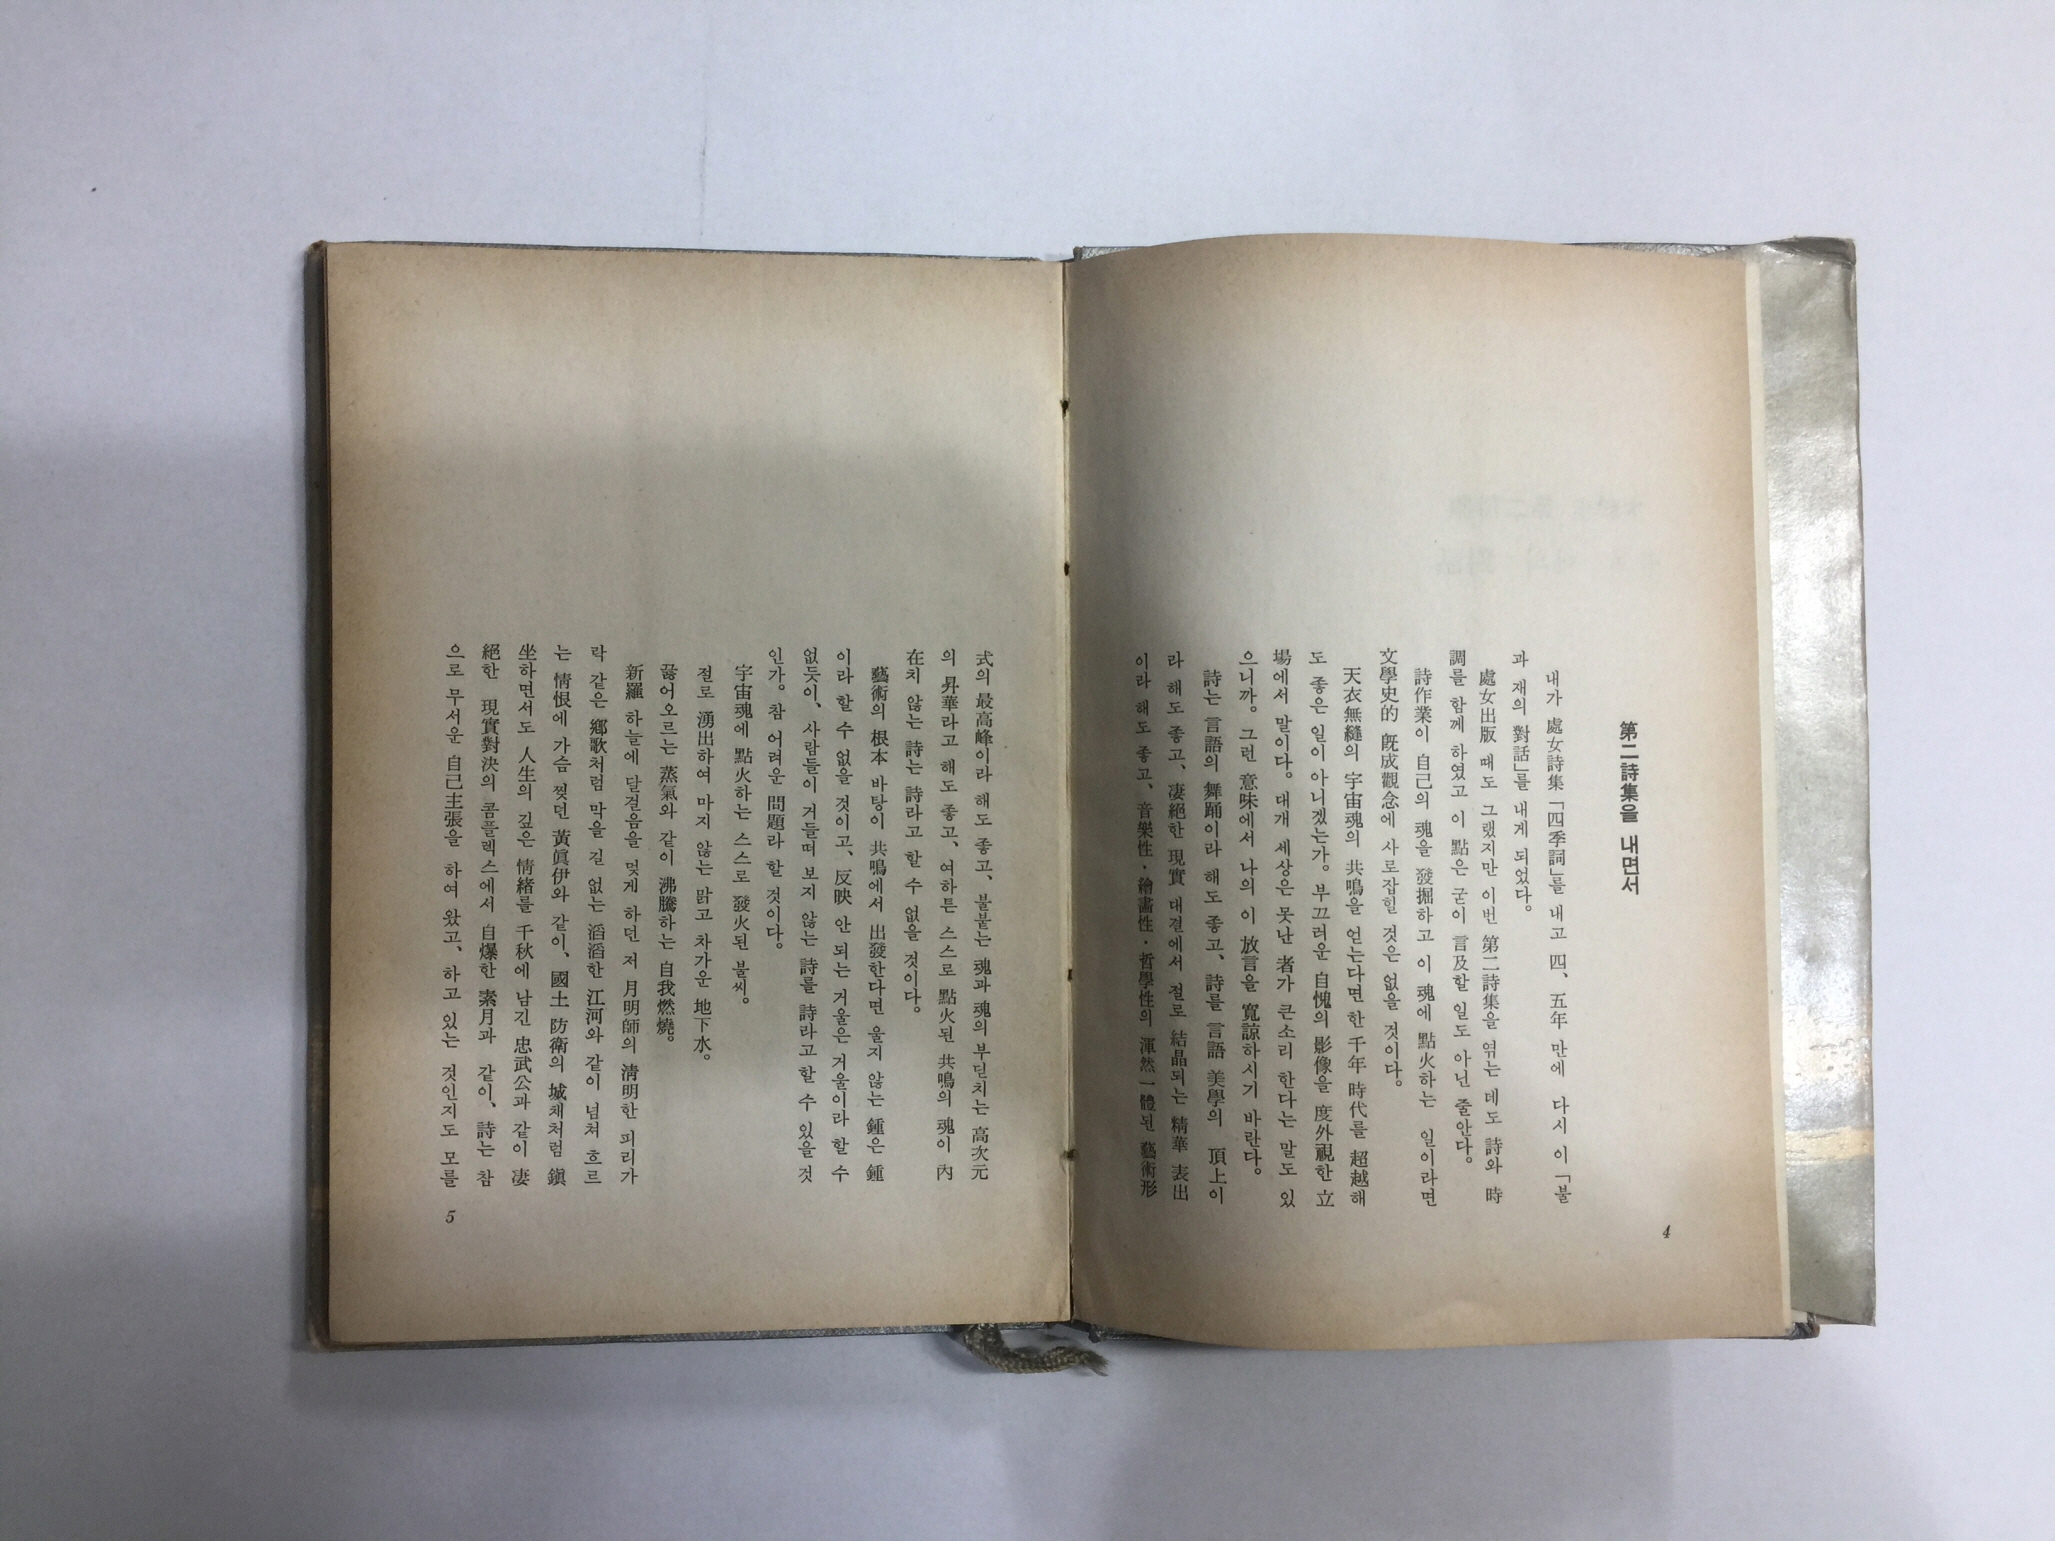 第二詩集을 내면서
내가 處女詩集「四季詞」를 내고 四、五年 만에 다시 이「불
과 재의 對話」를 내게 되었다。
處女出版 때도 그랬지만 이번 第二詩集을 엮는 데도 詩와 時
調를 함께 하였고 이 點은 굳이 言及할 일도 아닌 줄안다。
詩作業이 自己의 魂을 發掘하고 이 魂에 點火하는 일이라면
文學史的 旣成觀念에 사로잡힐 것은 없을 것이다。
天衣無縫의 宇宙魂의 共鳴을 얻는다면 한 千年 時代를 超越해
도 좋은 일이 아니겠는가。 부끄러운 自愧의 影像을 度外視한 立
場에서 말이다。 대개 세상은 못난 者가 큰소리 한다는 말도 있
으니까。 그런 意味에서 나의 이 放言을 寬諒하시기 바란다。
詩는 言語의 舞踊이라 해도 좋고、 詩를 言語 美學의 頂上이
라 해도 좋고、 凄絕한 現實 대결에서 절로 結晶되는 精華 表出
이라 해도 좋고、 音樂性・繪畵性・哲學性의 渾然一體된 藝術形
4
式의 最高峰이라 해도 좋고、 불붙는 魂과 魂의 부딪치는 高次元
의 昇華라고 해도 좋고、 여하튼 스스로 點火된 共鳴의 魂이 內
在치 않는 詩는 詩라고 할 수 없을 것이다。
藝術의 根本 바탕이 共鳴에서 出發한다면 울지 않는 鍾은 鍾
이라 할 수 없을 것이고、 反映 안 되는 거울은 거울이라 할 수
없듯이、 사람들이 거들떠 보지 않는 詩를 詩라고 할 수 있을 것
인가。 참 어려운 問題라 할 것이다。
宇宙魂에 點火하는 스스로 發火된 불씨。
절로 湧出하여 마지 않는 맑고 차가운 地下水。
끓어오르는 蒸氣와 같이 沸騰하는 自我燃燒。
新羅 하늘에 달걸음을 멎게 하던 저 月明師의 淸明한 피리가
락 같은 鄕歌처럼 막을 길 없는 滔滔한 江河와 같이 넘쳐 흐르
는 情恨에 가슴 찢던 黃眞伊와 같이、 國土 防衛의 城채처럼 鎭
坐하면서도 人生의 깊은 情緖를 千秋에 남긴 忠武公과 같이 凄
絕한 現實對決의 콤플렉스에서 自爆한 素月과 같이、 詩는 참
으로 무서운 自己主張을 하여 왔고、 하고 있는 것인지도 모를
5